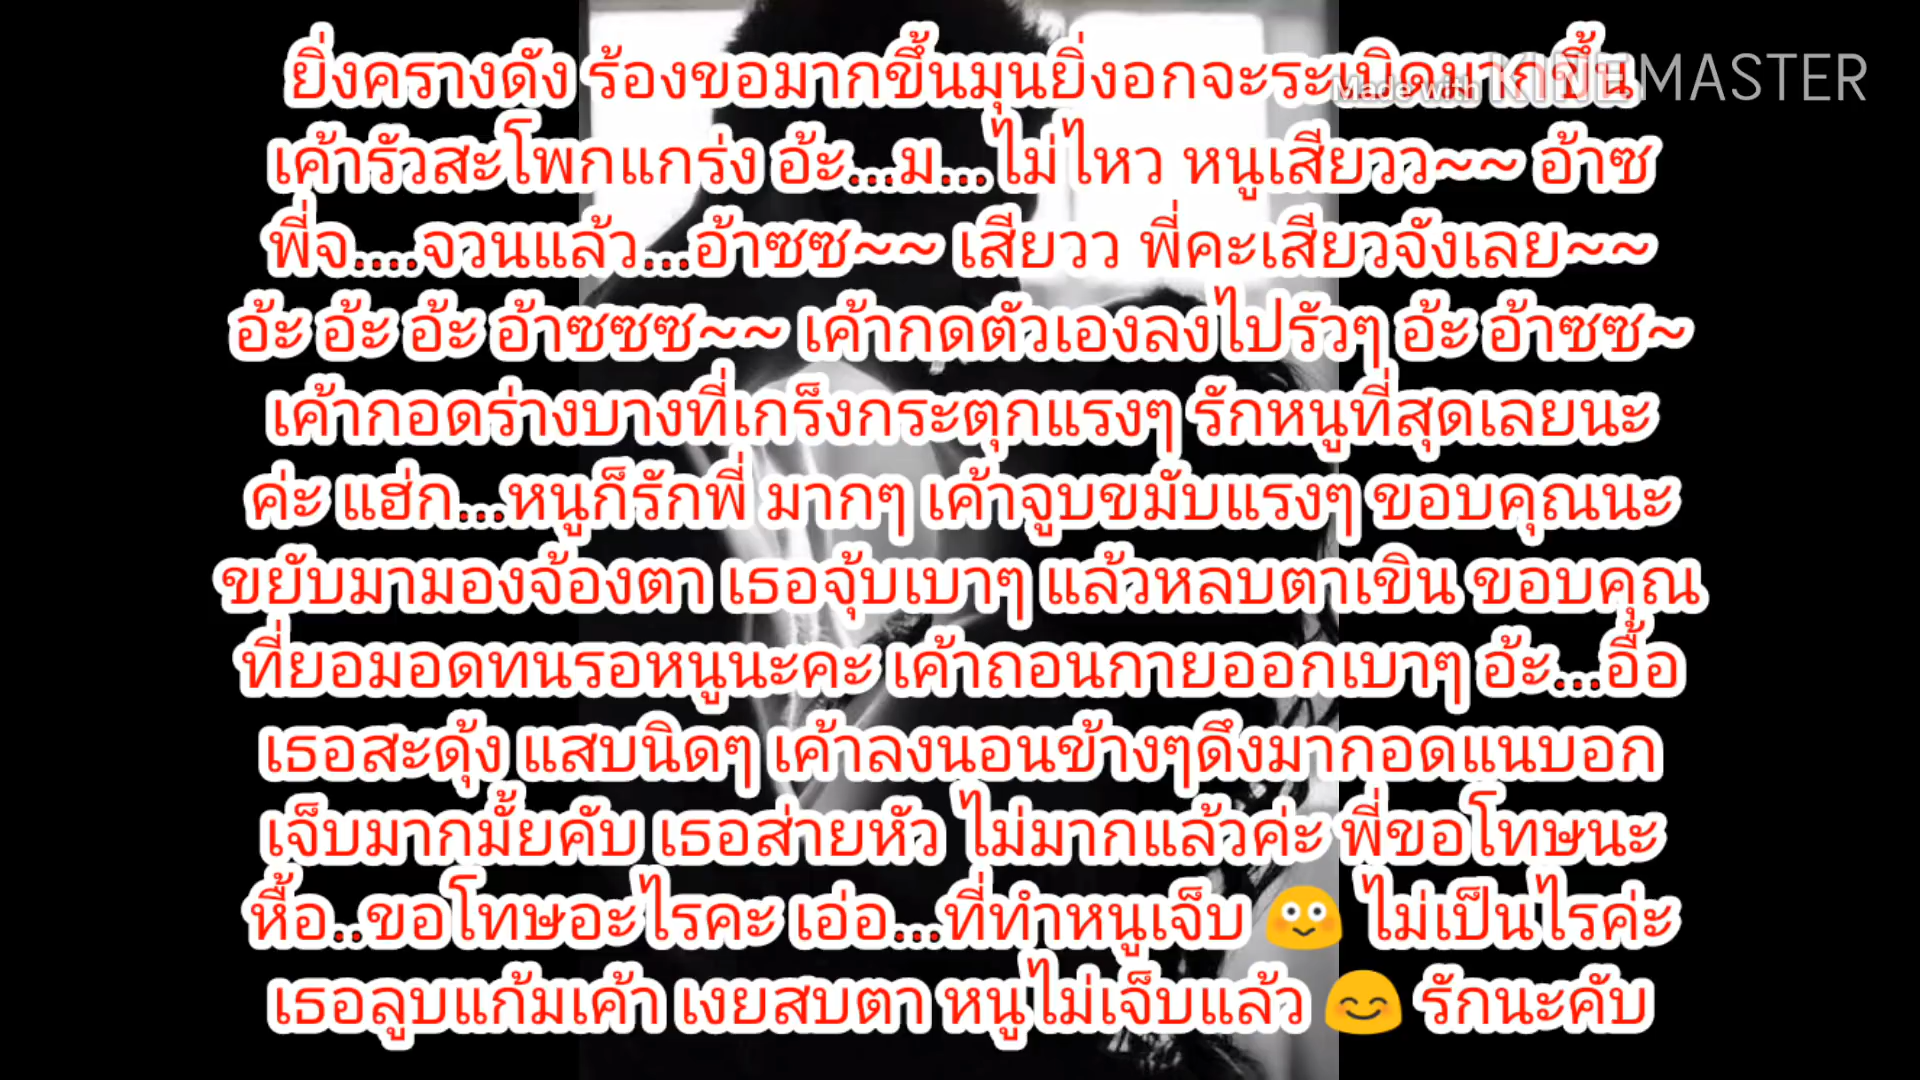 ยิ่งครางดัง ร้องขอมากขึ้นมุนยิ่งอกจะระเบิดมากขึ้น
Made with KINEMASTER
เค้ารัวสะโพกแกร่ง อ้ะ...ม...ไม่ไหว หนูเสียวว~~ อ้าซ
พี่จ....จวนแล้ว...อ้าซซ~~ เสียวว พี่คะเสียวจังเลย~~
อ้ะ อ้ะ อ้ะ อ้าซซซ~~ เค้ากดตัวเองลงไปรัวๆ อ้ะ อ้าซซ~
เค้ากอดร่างบางที่เกร็งกระตุกแรงๆ รักหนูที่สุดเลยนะ
ค่ะ แฮ่ก...หนูก็รักพี่ มากๆ เค้าจูบขมับแรงๆ ขอบคุณนะ
ขยับมามองจ้องตา เธอจุ้บเบาๆ แล้วหลบตาเขิน ขอบคุณ
ที่ยอมอดทนรอหนูนะคะ เค้าถอนกายออกเบาๆ อ้ะ...อื้อ
เธอสะดุ้ง แสบนิดๆ เค้าลงนอนข้างๆดึงมากอดแนบอก
เจ็บมากมั้ยคับ เธอส่ายหัว ไม่มากแล้วค่ะ พี่ขอโทษนะ
หื้อ..ขอโทษอะไรคะ เอ่อ...ที่ทำหนูเจ็บ 😳 ไม่เป็นไรค่ะ
เธอลูบแก้มเค้า เงยสบตา หนูไม่เจ็บแล้ว 😊 รักนะคับ